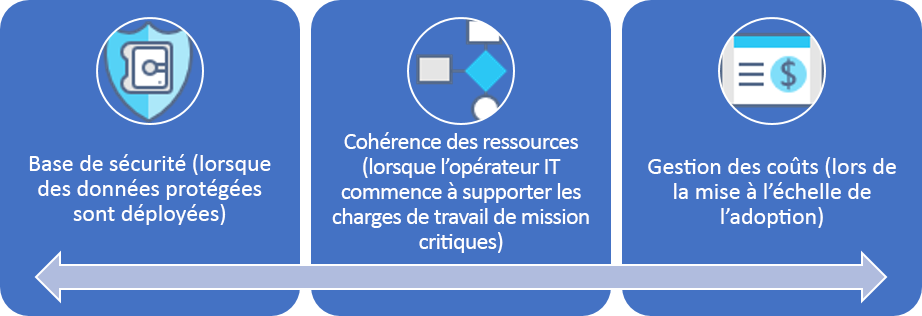 Base de sécurité (lorsque
des données protégées
sont déployées)
Cohérence des ressources
(lorsque l’opérateur IT
commence à supporter les
charges de travail de mission
critiques)
$
Gestion des coûts (lors de
la mise à l’échelle de
l’adoption)